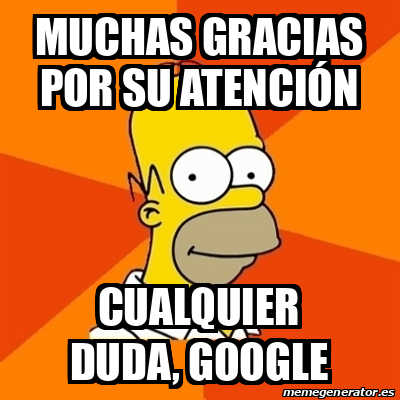 MUCHAS GRACIAS
POR SU ATENCIÓN
CUALQUIER
DUDA, GOOGLE
memegenerator.es